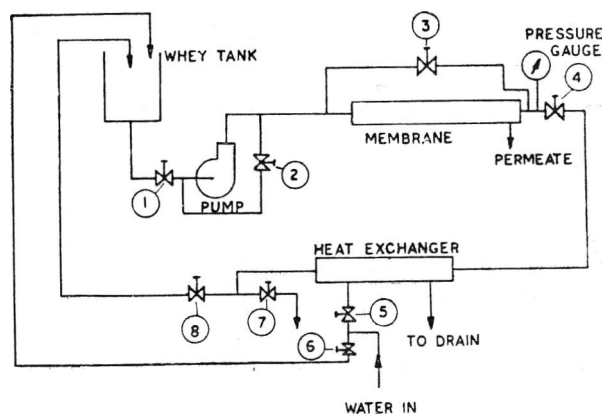 WHEY TANK
3
PRESSURE
GAUGE
4
MEMBRANE
PERMEATE
1
PUMP
2
HEAT EXCHANGER
8
7
5
6
TO DRAIN
WATER IN